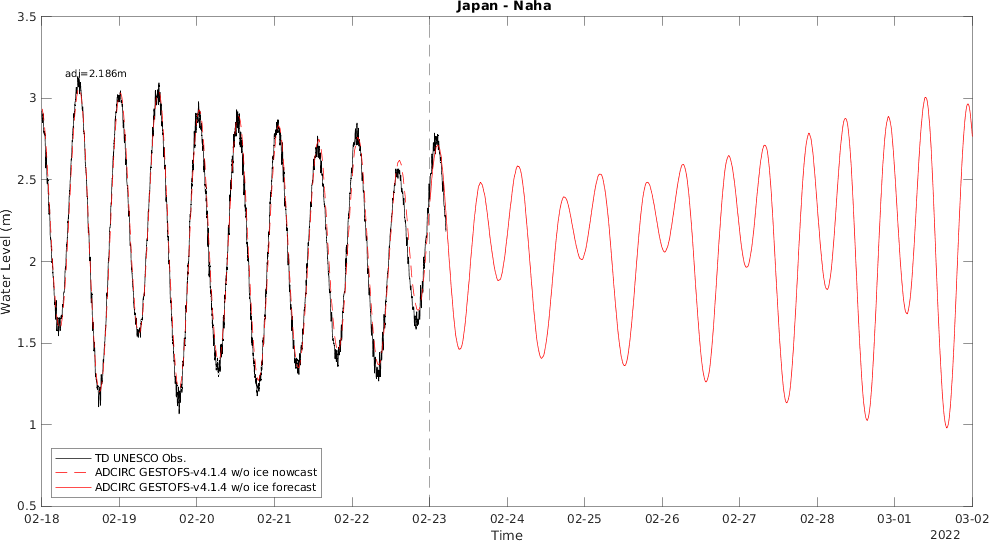 Japan - Naha
3.5
3
2.5
2
1.5
1
0.5
Water Level (m)
adj=2.186m
TD UNESCO Obs.
ADCIRC GESTOFS-v4.1.4 w/o ice nowcast
ADCIRC GESTOFS-v4.1.4 w/o ice forecast
02-18 02-19 02-20 02-21 02-22 02-23 02-24 02-25 02-26 02-27 02-28 03-01 03-02
Time
2022